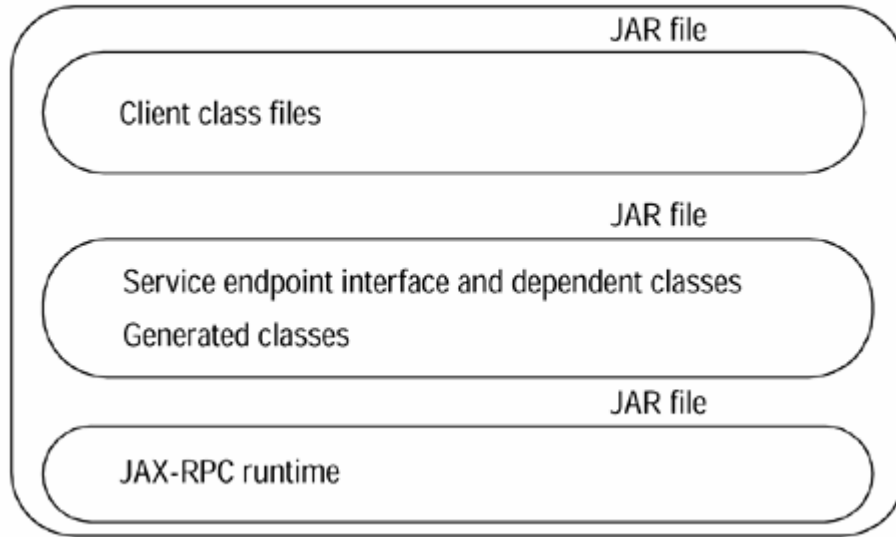 JAR file
Client class files
JAR file
Service endpoint interface and dependent classes
Generated classes
JAR file
JAX-RPC runtime